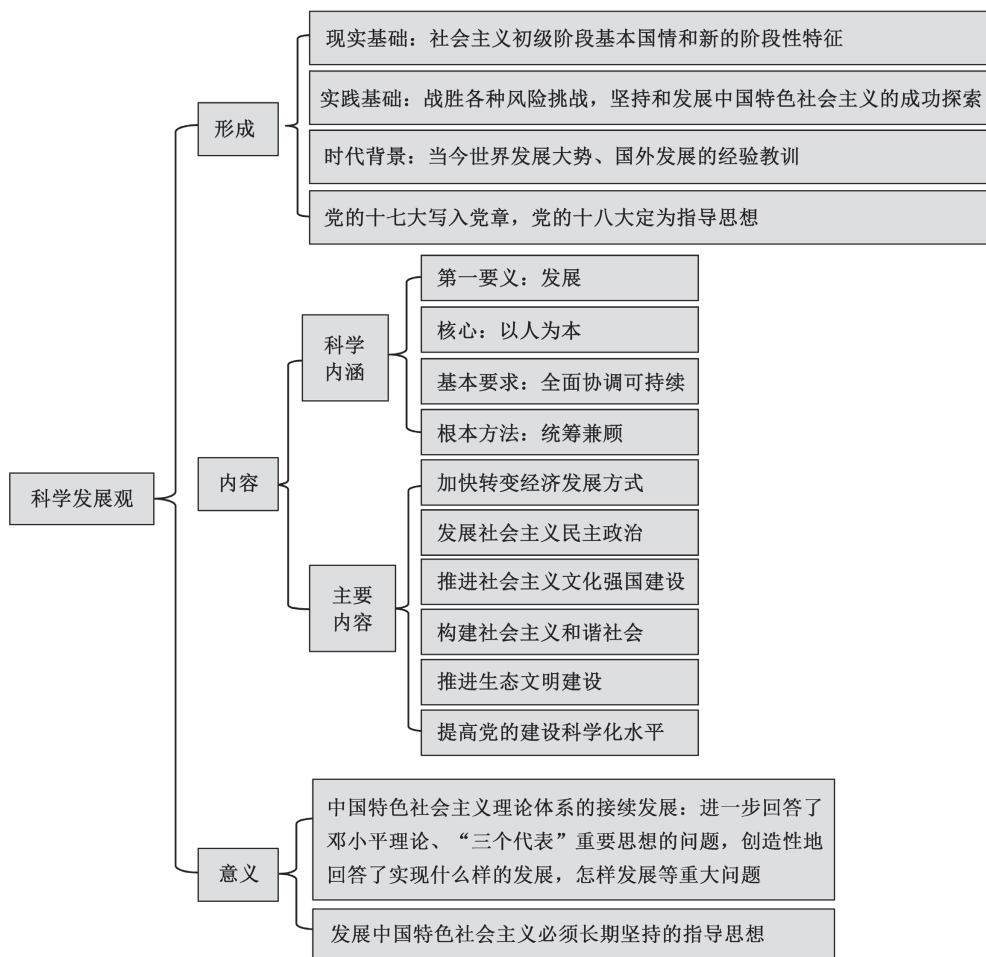 现实基础：社会主义初级阶段基本国情和新的阶段性特征
实践基础：战胜各种风险挑战，坚持和发展中国特色社会主义的成功探索
形成
时代背景：当今世界发展大势、国外发展的经验教训
党的十七大写入党章，党的十八大定为指导思想
第一要义：发展
科学
内涵
核心：以人为本
基本要求：全面协调可持续
根本方法：统筹兼顾
科学发展观
内容
加快转变经济发展方式
发展社会主义民主政治
推进社会主义文化强国建设
主要
内容
构建社会主义和谐社会
推进生态文明建设
提高党的建设科学化水平
中国特色社会主义理论体系的接续发展：进一步回答了
邓小平理论、“三个代表”重要思想的问题，创造性地
回答了实现什么样的发展，怎样发展等重大问题
意义
发展中国特色社会主义必须长期坚持的指导思想